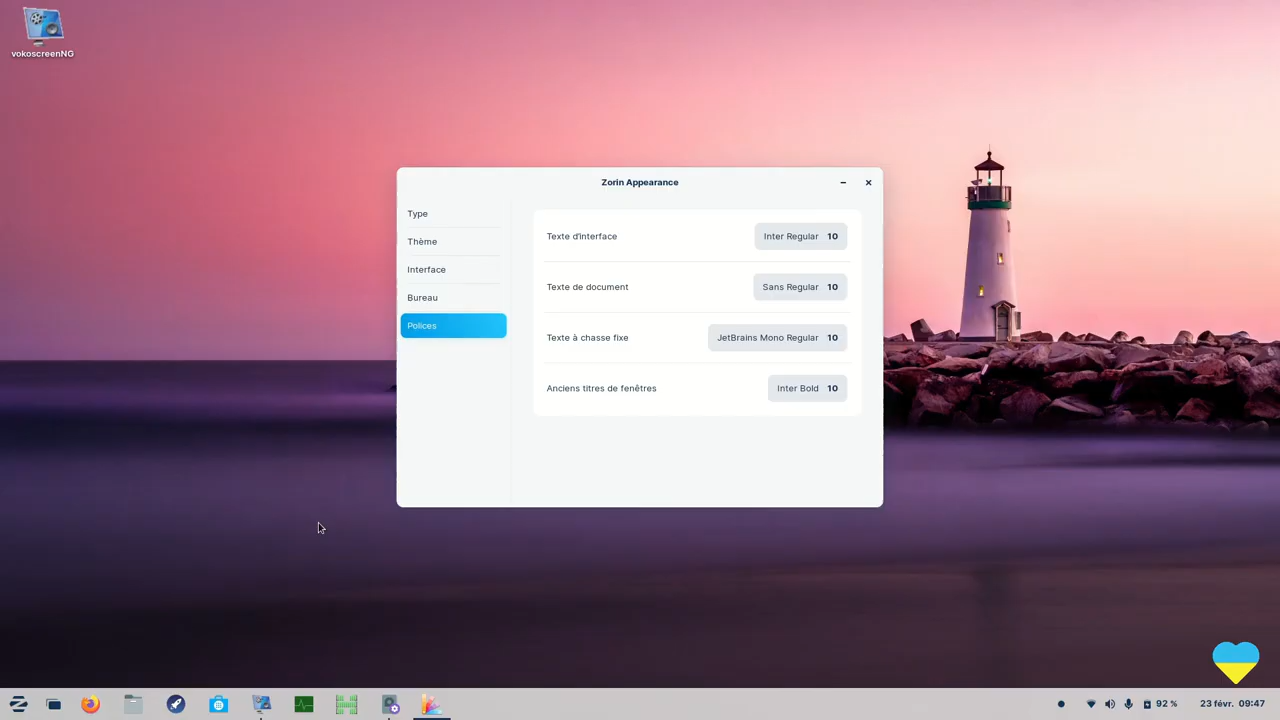 vokoscreenNG
Zorin Appearance
Type
Thème
Interface
Bureau
Polices
Texte d'interface
Inter Regular 10
Texte de document
Sans Regular 10
Texte à chasse fixe
JetBrains Mono Regular 10
Anciens titres de fenêtres
Inter Bold 10
92 %
23 févr. 09:47